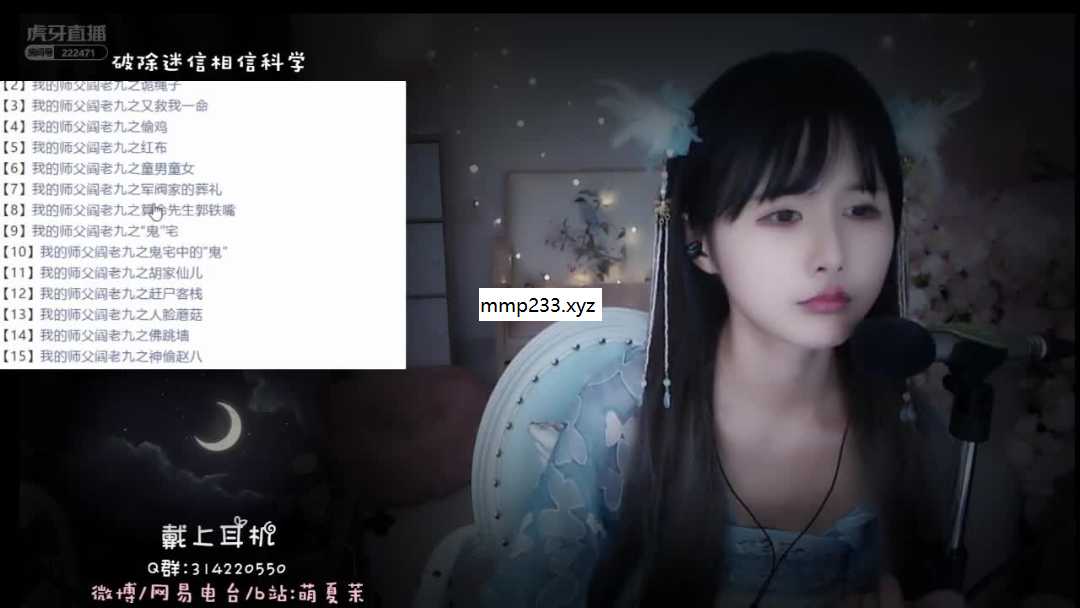 虎牙直播
房间号 222471
破除迷信相信科学
【2】我的师父阎老九之诡绳子
【3】我的师父阎老九之又救我一命
【4】我的师父阎老九之偷鸡
【5】我的师父阎老九之红布
【6】我的师父阎老九之童男童女
【7】我的师父阎老九之军阀家的葬礼
【8】我的师父阎老九之算命先生郭铁嘴
【9】我的师父阎老九之“鬼”宅
【10】我的师父阎老九之鬼宅中的“鬼”
【11】我的师父阎老九之胡家仙儿
【12】我的师父阎老九之赶尸客栈
【13】我的师父阎老九之人脸蘑菇
【14】我的师父阎老九之佛跳墙
【15】我的师父阎老九之神偷赵八
mmp233.xyz
戴上耳机
Q群:314220550
微博/网易电台/b站:萌夏茉